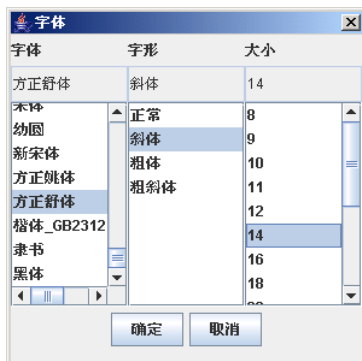 字体
字体 字形 大小
方正舒体 斜体 14
宋体 正常 8
幼圆 斜体 9
新宋体 粗体 10
方正姚体 粗斜体 11
方正舒体 12
楷体_GB2312 14
隶书 16
黑体 18
确定 取消